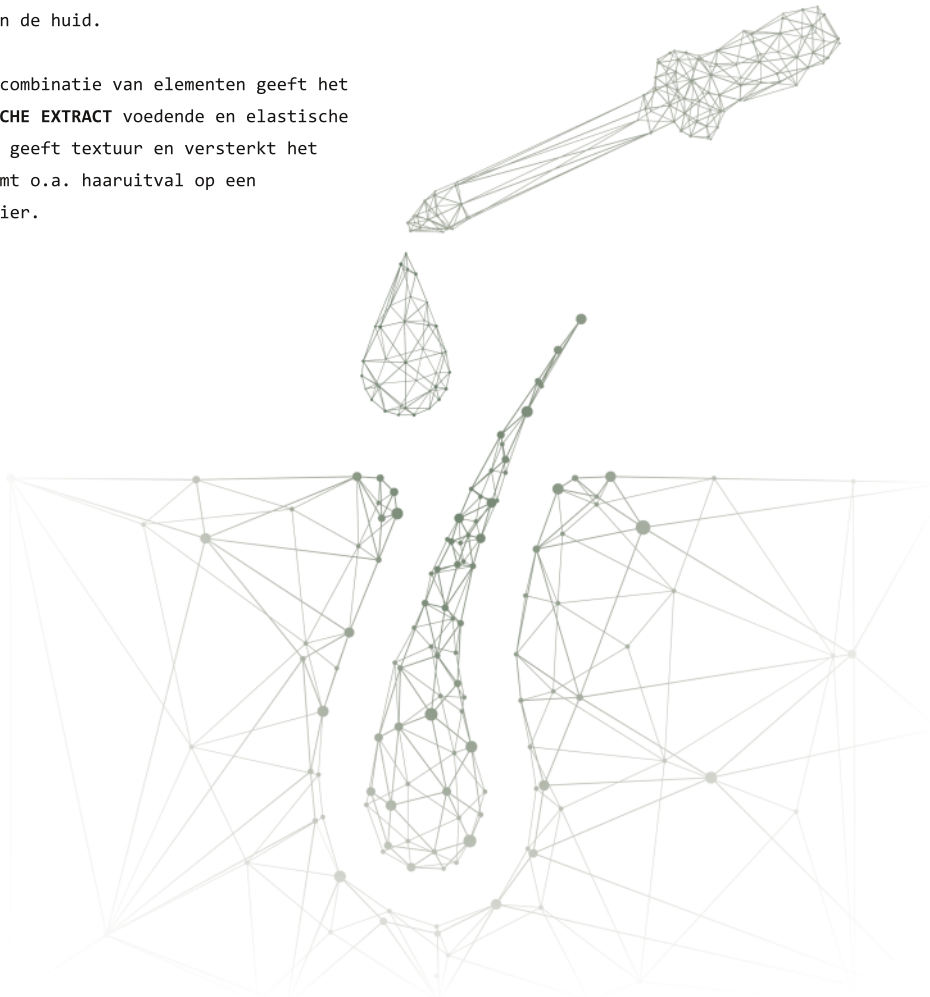 n de huid.
combinatie van elementen geeft het
CHE EXTRACT voedende en elastische
geeft textuur en versterkt het
mt o.a. haaruitval op een
ier.